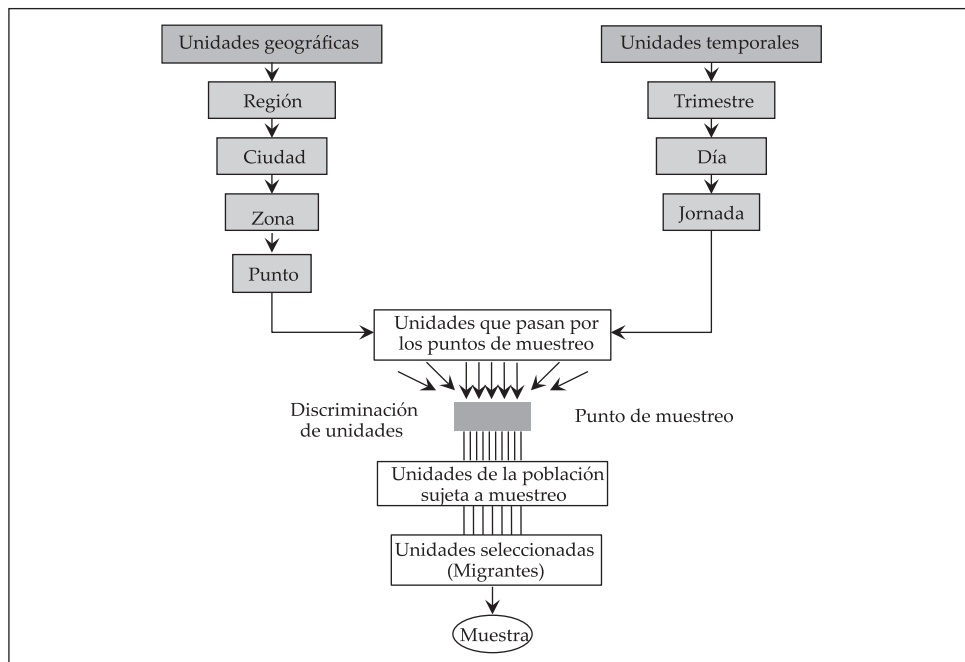 Unidades geográficas
Región
Ciudad
Zona
Punto
Unidades temporales
Trimestre
Día
Jornada
Unidades que pasan por
los puntos de muestreo
Discriminación
de unidades
Punto de muestreo
Unidades de la población
sujeta a muestreo
Unidades seleccionadas
(Migrantes)
Muestra